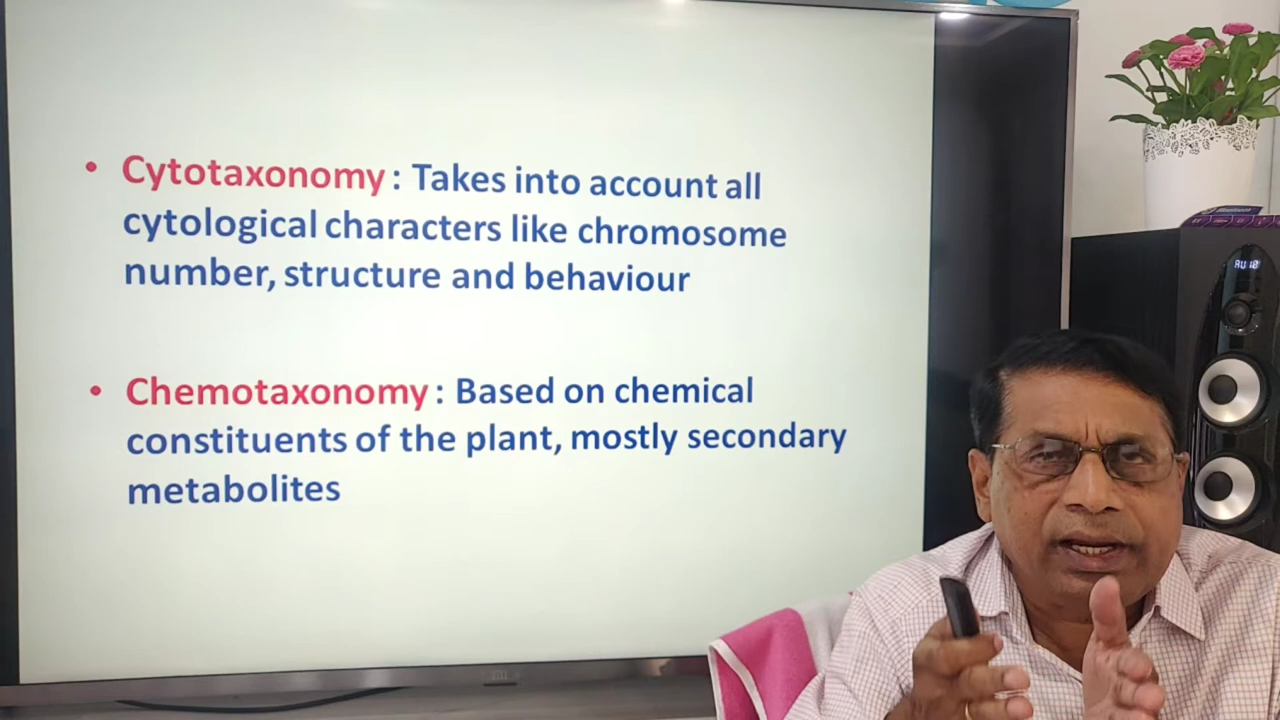 • Cytotaxonomy : Takes into account all
cytological characters like chromosome
number, structure and behaviour
• Chemotaxonomy : Based on chemical
constituents of the plant, mostly secondary
metabolites
mi